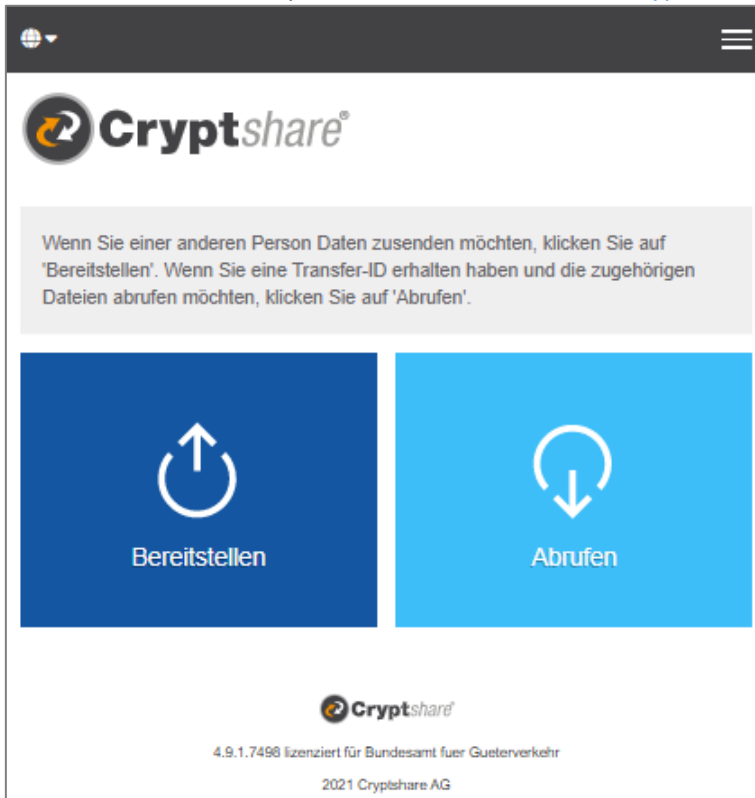 Cryptshare®
Wenn Sie einer anderen Person Daten zusenden möchten, klicken Sie auf
'Bereitstellen'. Wenn Sie eine Transfer-ID erhalten haben und die zugehörigen
Dateien abrufen möchten, klicken Sie auf 'Abrufen'.
Bereitstellen
Abrufen
Cryptshare®
4.9.1.7498 lizenziert für Bundesamt fuer Gueterverkehr
2021 Cryptshare AG